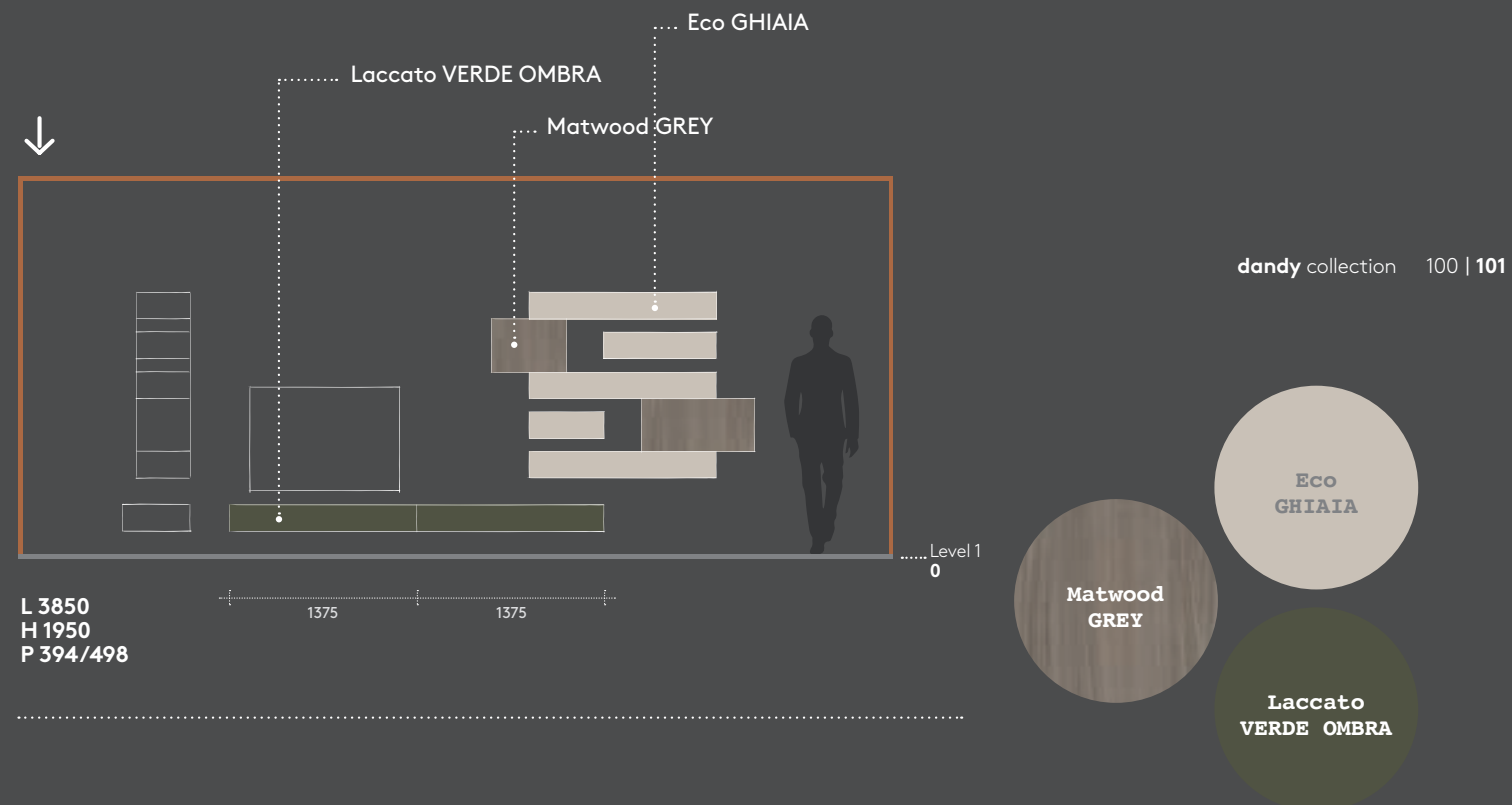 Eco GHIAIA
Laccato VERDE OMBRA
Matwood GREY
dandy collection 100 | 101
Level 1
0
L 3850
H 1950
P 394/498
1375 1375
Eco
GHIAIA
Matwood
GREY
Laccato
VERDE OMBRA